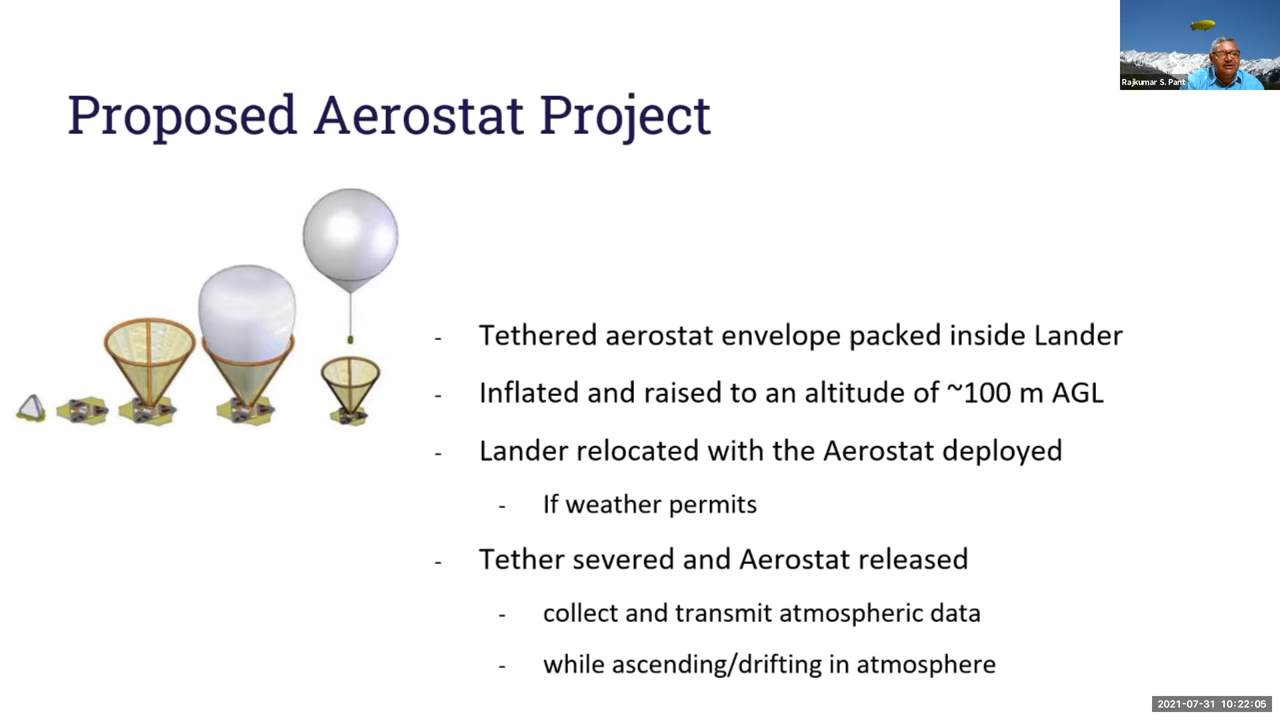 Rajkumar S. Pant
Proposed Aerostat Project
- Tethered aerostat envelope packed inside Lander
- Inflated and raised to an altitude of ~100 m AGL
- Lander relocated with the Aerostat deployed
- If weather permits
- Tether severed and Aerostat released
- collect and transmit atmospheric data
- while ascending/drifting in atmosphere
2021-07-31 10:22:05